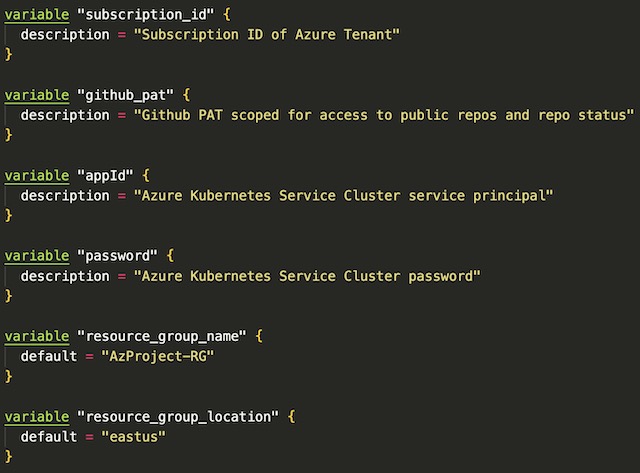 variable "subscription_id" {
description = "Subscription ID of Azure Tenant"
}
variable "github_pat" {
description = "Github PAT scoped for access to public repos and repo status"
}
variable "appId" {
description = "Azure Kubernetes Service Cluster service principal"
}
variable "password" {
description = "Azure Kubernetes Service Cluster password"
}
variable "resource_group_name" {
default = "AzProject-RG"
}
variable "resource_group_location" {
default = "eastus"
}